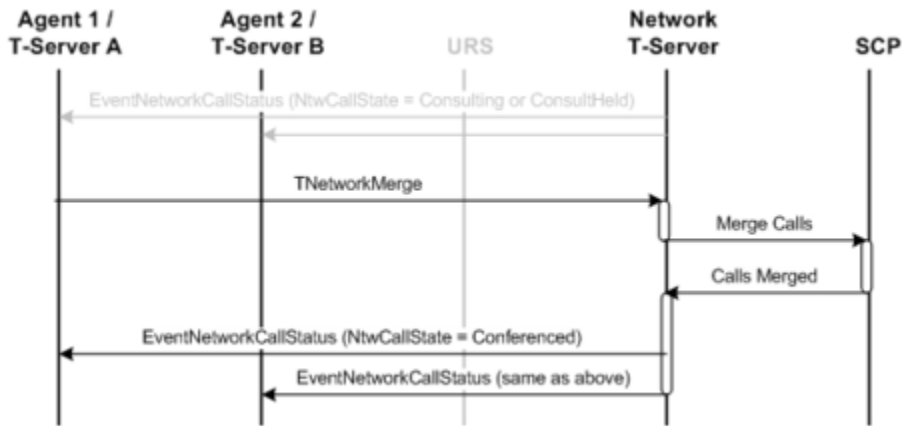 Agent 1 /
T-Server A
Agent 2 /
T-Server B
URS
Network
T-Server
SCP
EventNetworkCallStatus (NtwCallState = Consulting or ConsultHeld)
TNetworkMerge
Merge Calls
Calls Merged
EventNetworkCallStatus (NtwCallState = Conferenced)
EventNetworkCallStatus (same as above)